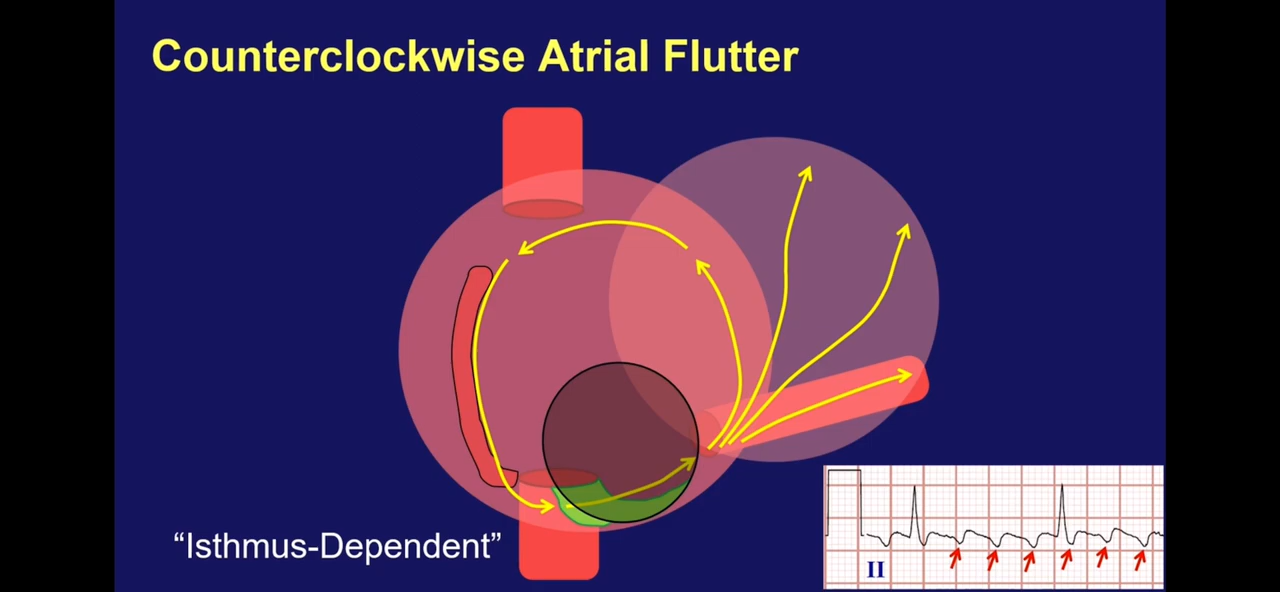 Counterclockwise Atrial Flutter
“Isthmus-Dependent”
II